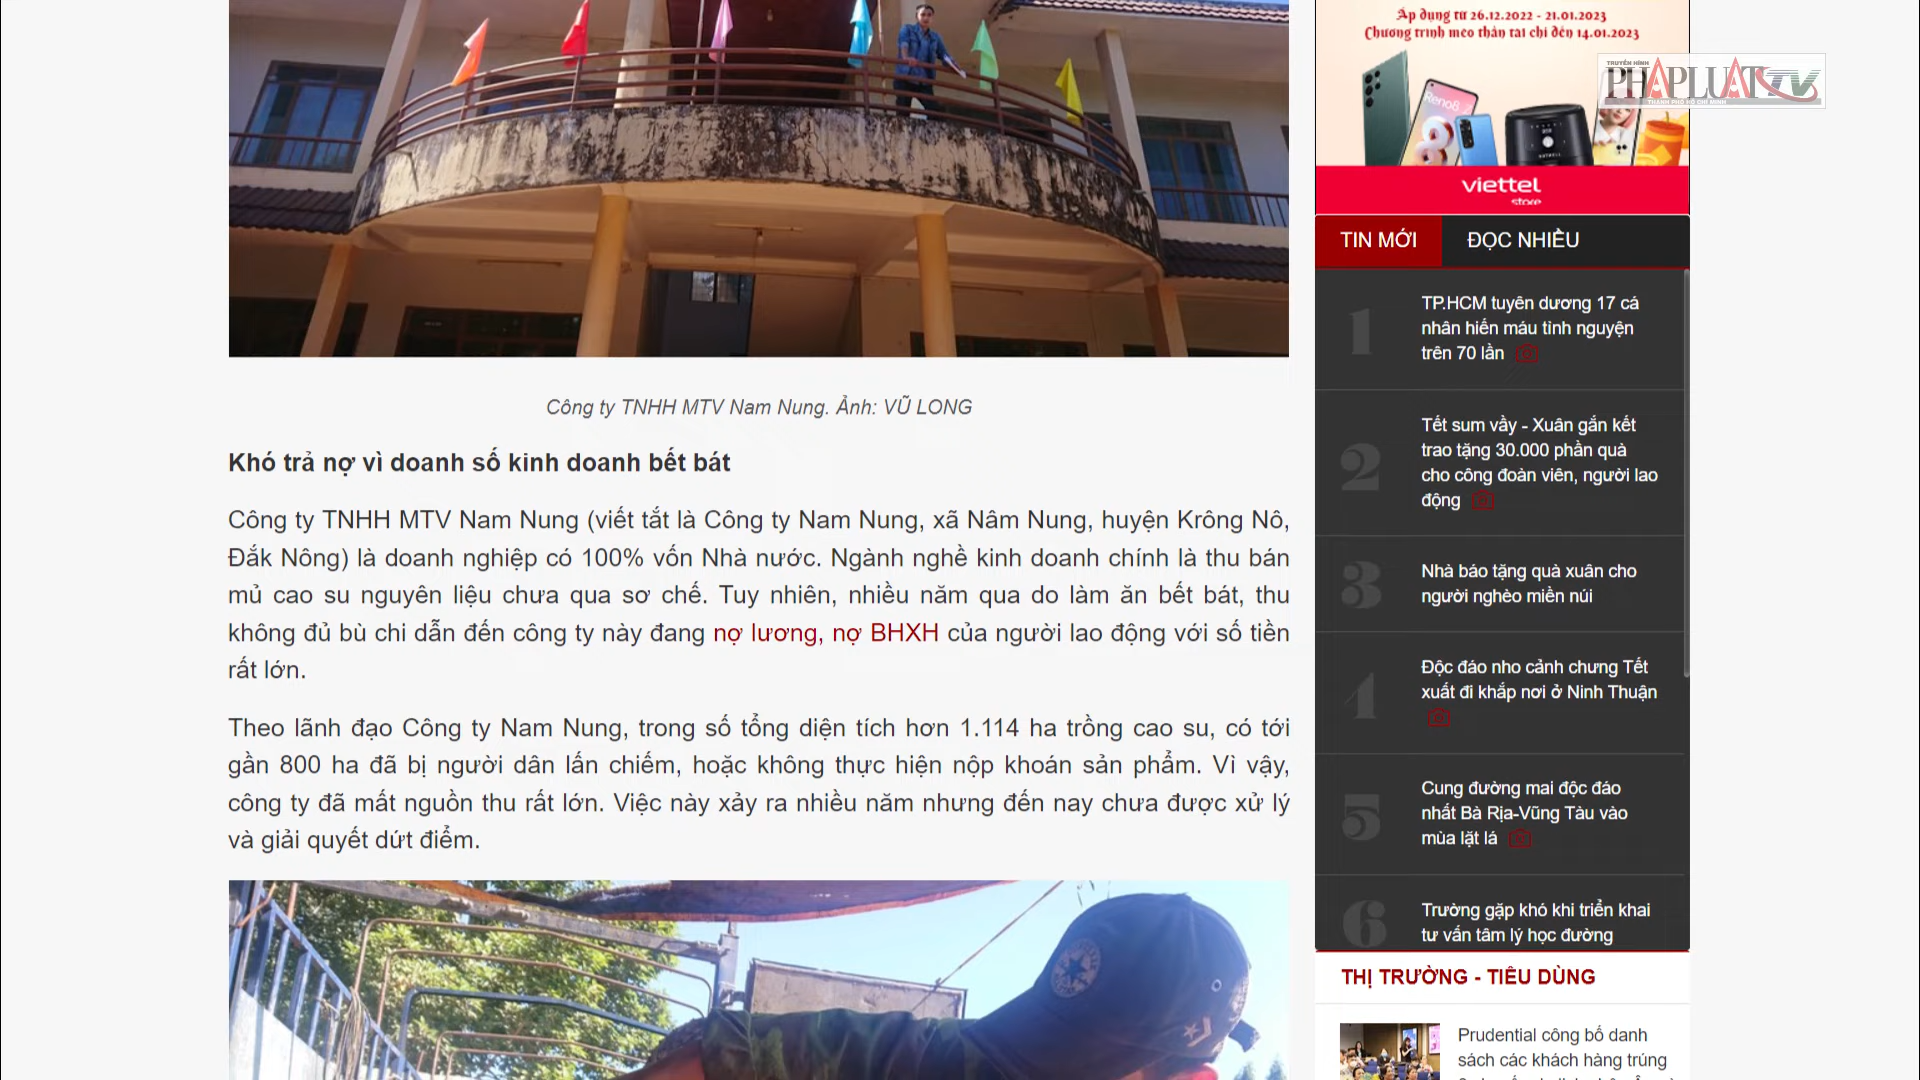 Áp dụng từ 26.12.2022 - 21.01.2023
Chương trình mèo thần tài chỉ đến 14.01.2023
TRUYỀN HÌNH
PHÁPLUẬT TV
THÀNH PHỐ HỒ CHÍ MINH
Reno8
viettel
store
Công ty TNHH MTV Nam Nung. Ảnh: VŨ LONG
Khó trả nợ vì doanh số kinh doanh bết bát
Công ty TNHH MTV Nam Nung (viết tắt là Công ty Nam Nung, xã Nâm Nung, huyện Krông Nô,
Đắk Nông) là doanh nghiệp có 100% vốn Nhà nước. Ngành nghề kinh doanh chính là thu bán
mủ cao su nguyên liệu chưa qua sơ chế. Tuy nhiên, nhiều năm qua do làm ăn bết bát, thu
không đủ bù chi dẫn đến công ty này đang nợ lương, nợ BHXH của người lao động với số tiền
rất lớn.
Theo lãnh đạo Công ty Nam Nung, trong số tổng diện tích hơn 1.114 ha trồng cao su, có tới
gần 800 ha đã bị người dân lấn chiếm, hoặc không thực hiện nộp khoán sản phẩm. Vì vậy,
công ty đã mất nguồn thu rất lớn. Việc này xảy ra nhiều năm nhưng đến nay chưa được xử lý
và giải quyết dứt điểm.
TIN MỚI ĐỌC NHIỀU
1
TP.HCM tuyên dương 17 cá
nhân hiến máu tình nguyện
trên 70 lần
2
Tết sum vầy - Xuân gắn kết
trao tặng 30.000 phần quà
cho công đoàn viên, người lao
động
3
Nhà báo tặng quà xuân cho
người nghèo miền núi
4
Độc đáo nho cảnh chưng Tết
xuất đi khắp nơi ở Ninh Thuận
5
Cung đường mai độc đáo
nhất Bà Rịa-Vũng Tàu vào
mùa lặt lá
6
Trường gặp khó khi triển khai
tư vấn tâm lý học đường
THỊ TRƯỜNG - TIÊU DÙNG
Prudential công bố danh
sách các khách hàng trúng